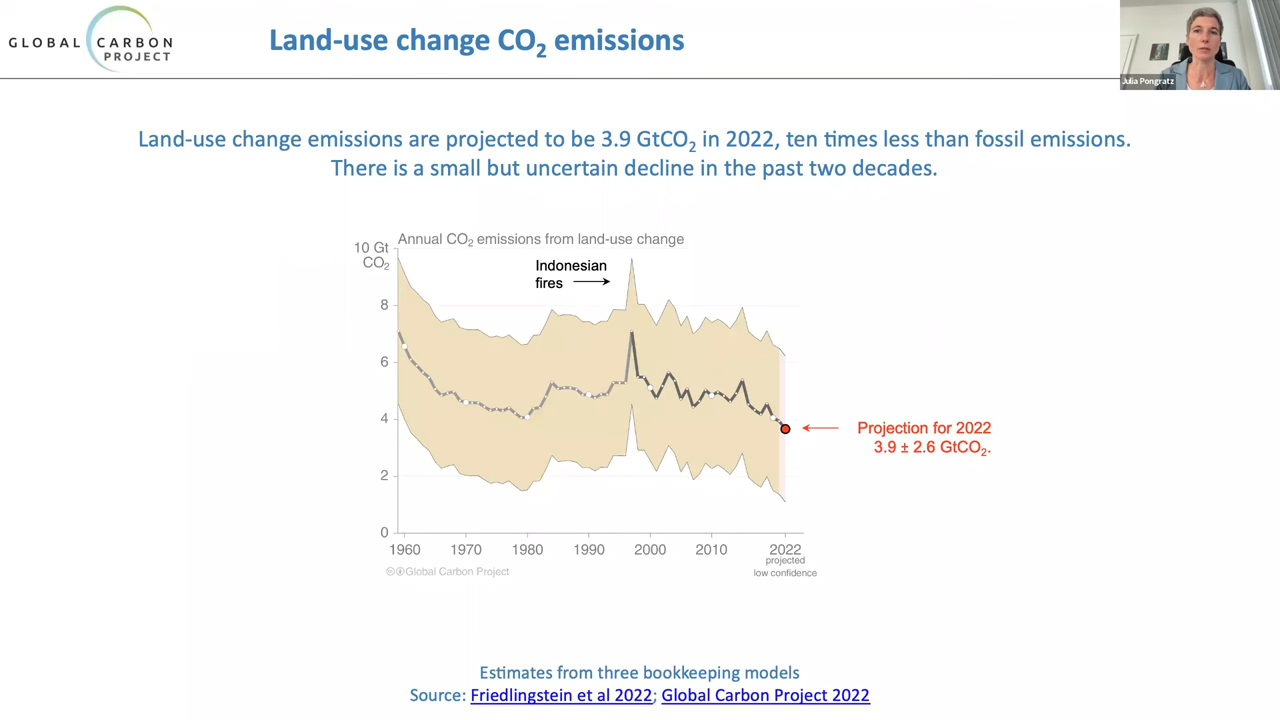 GLOBAL CARBON
PROJECT
Land-use change CO₂ emissions
Julia Pongratz
Land-use change emissions are projected to be 3.9 GtCO₂ in 2022, ten times less than fossil emissions.
There is a small but uncertain decline in the past two decades.
Annual CO₂ emissions from land-use change
10 Gt
CO₂
Indonesian
fires
8
6
4
2
0
Projection for 2022
3.9 ± 2.6 GtCO₂.
1960 1970 1980 1990 2000 2010 2022
projected
low confidence
Global Carbon Project
Estimates from three bookkeeping models
Source: Friedlingstein et al 2022; Global Carbon Project 2022